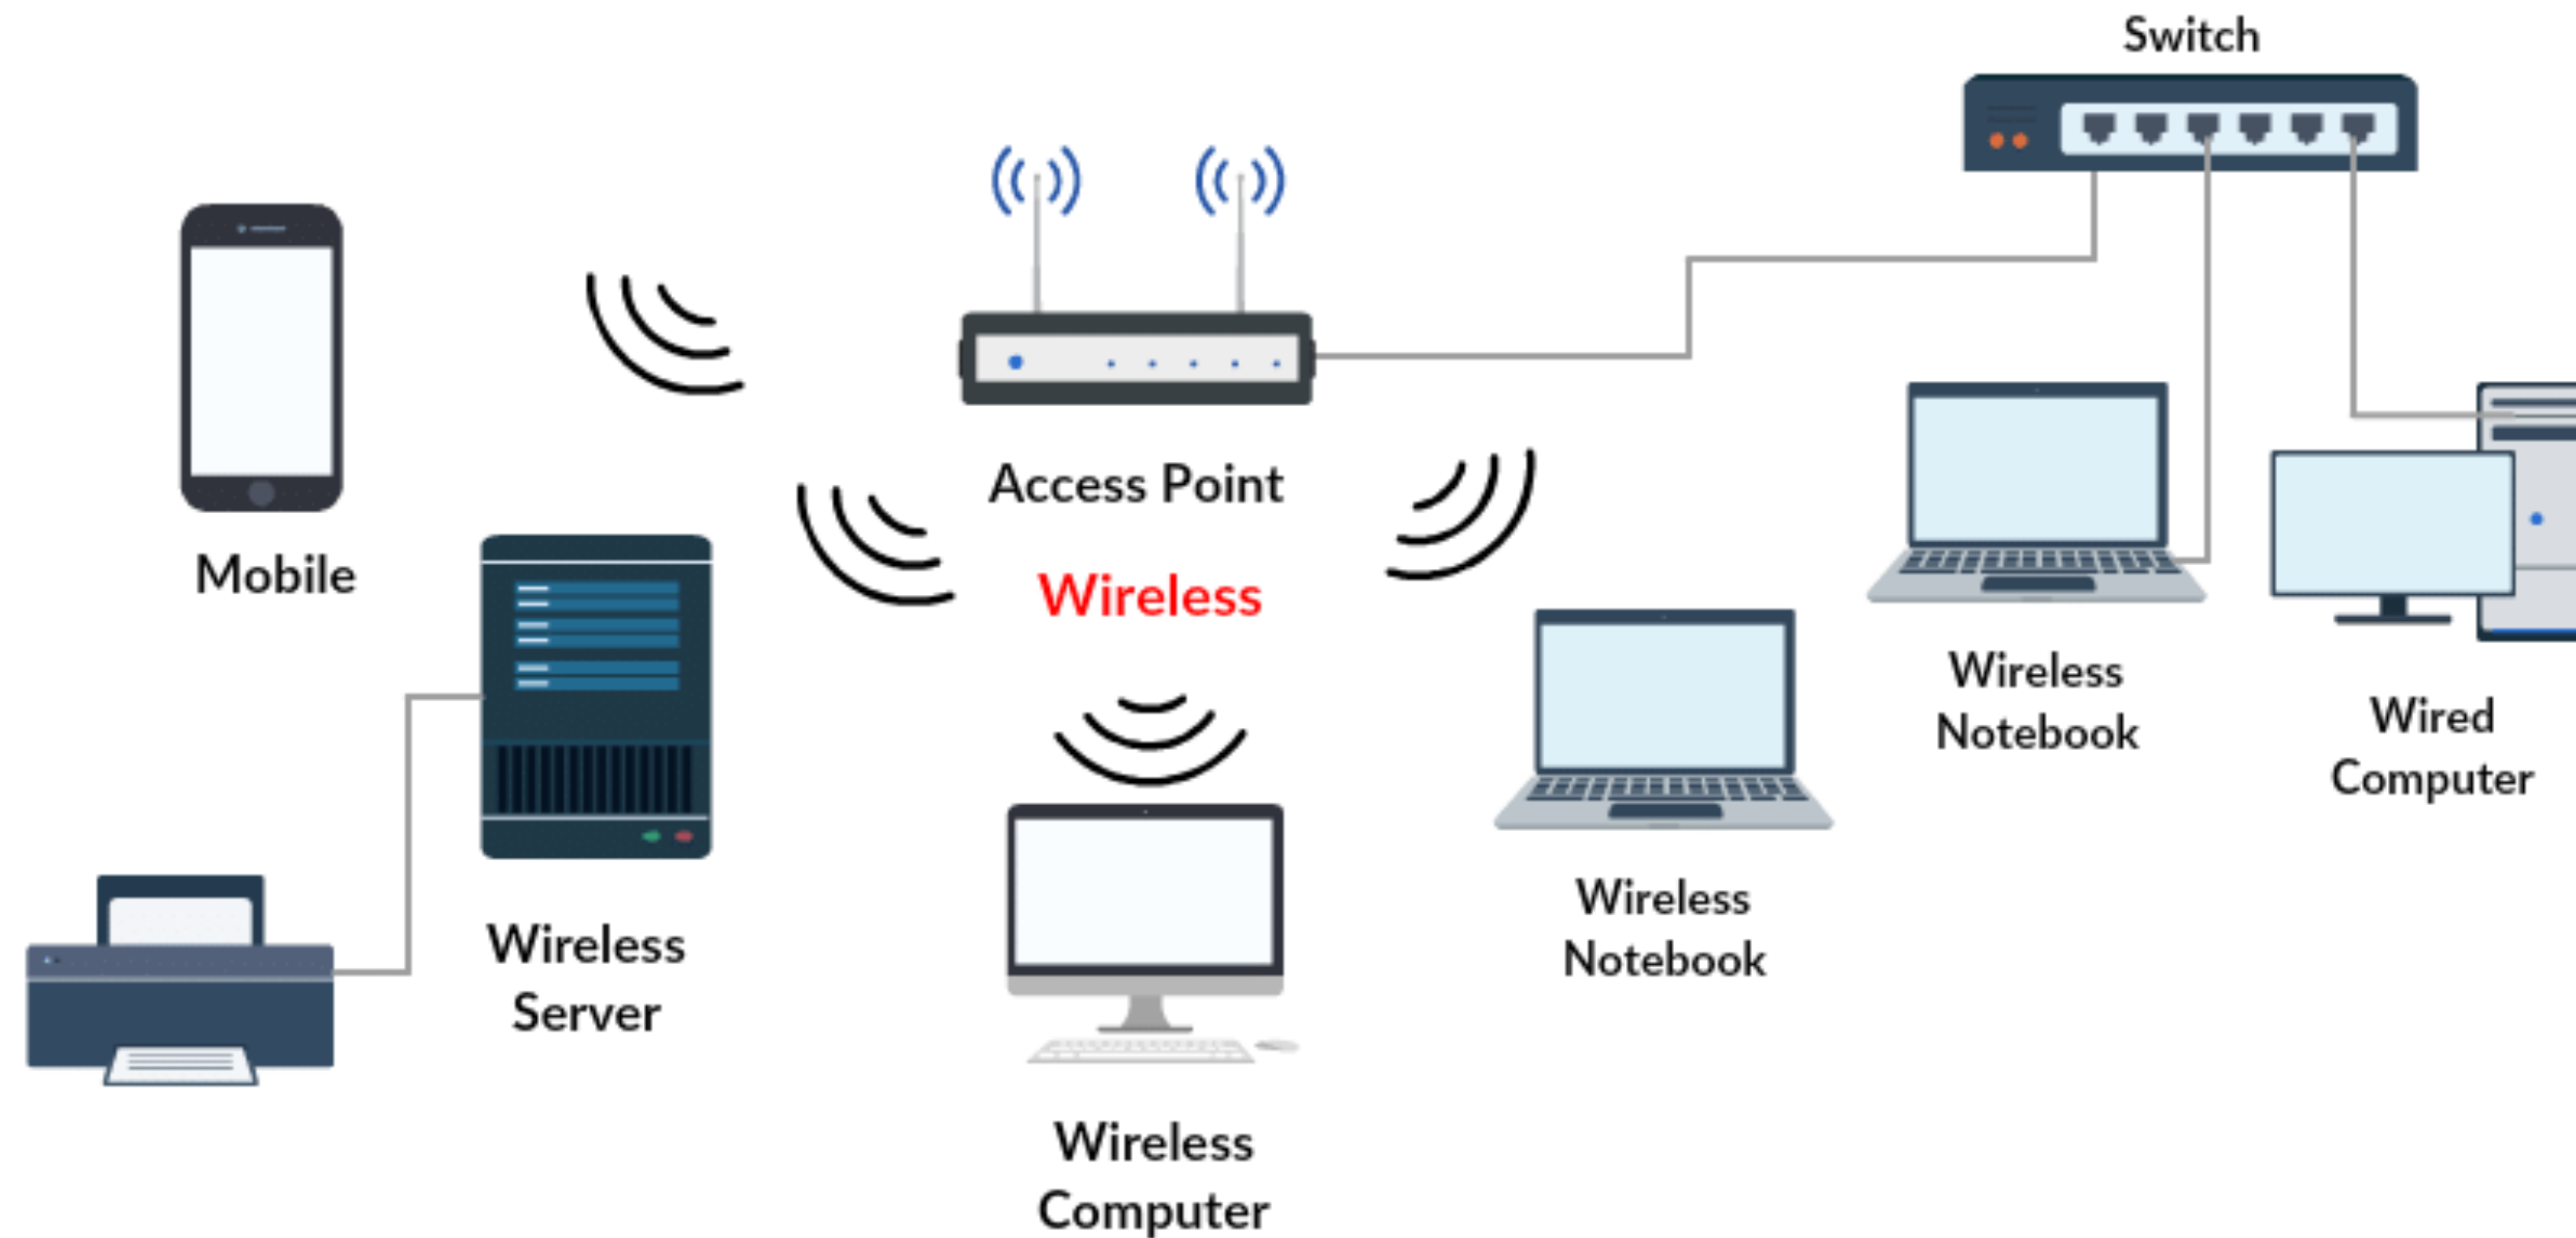 Switch
Access Point
Mobile
Wireless
Wireless
Notebook
Wired
Computer
Wireless
Notebook
Wireless
Server
Wireless
Computer